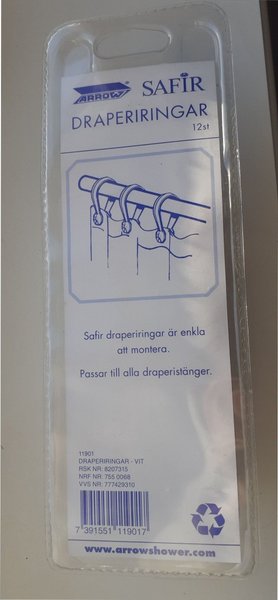 ARROW
SAFIR
DRAPERIRINGAR
12st
Safir draperiringar är enkla
att montera.
Passar till alla draperistänger.
11901
DRAPERIRINGAR - VIT
RSK NR: 8207315
NRF NR: 755 0068
VVS NR: 777429310
7 391551 119017
www.arrowshower.com